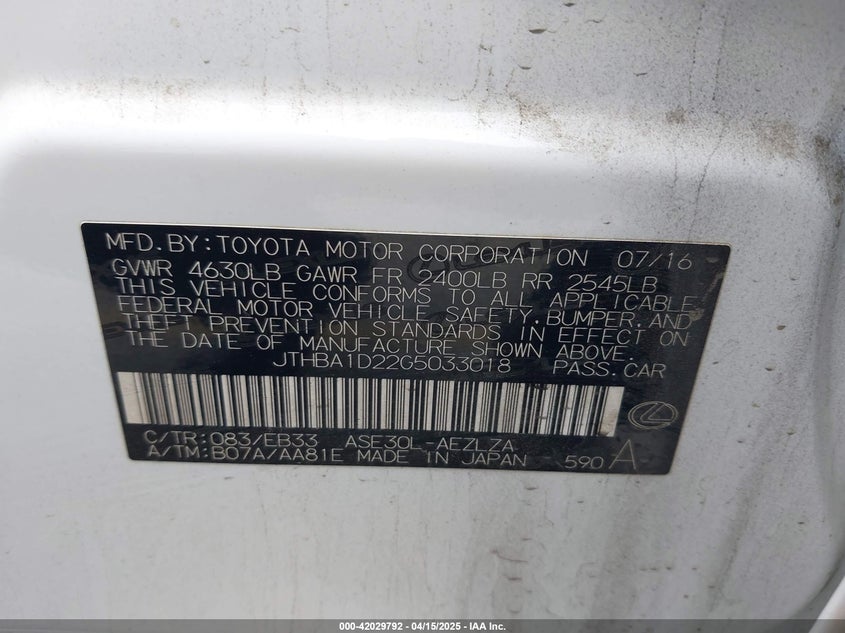 MFD.BY:TOYOTA MOTOR CORPORATION 07/16
GVWR 4630LB GAWR FR 2400LB RR 2545LB
THIS VEHICLE CONFORMS TO ALL APPLICABLE
FEDERAL MOTOR VEHICLE SAFETY,BUMPER,AND
THEFT PREVENTION STANDARDS IN EFFECT ON
THE DATE OF MANUFACTURE SHOWN ABOVE.
JTHBA1D22G5033018 PASS.CAR
C/TR:083/EB33 ASE30L-AEZLZA
A/TM:B07A/AA81E MADE IN JAPAN 590 A
000-42029792 - 04/15/2025 - IAA Inc.